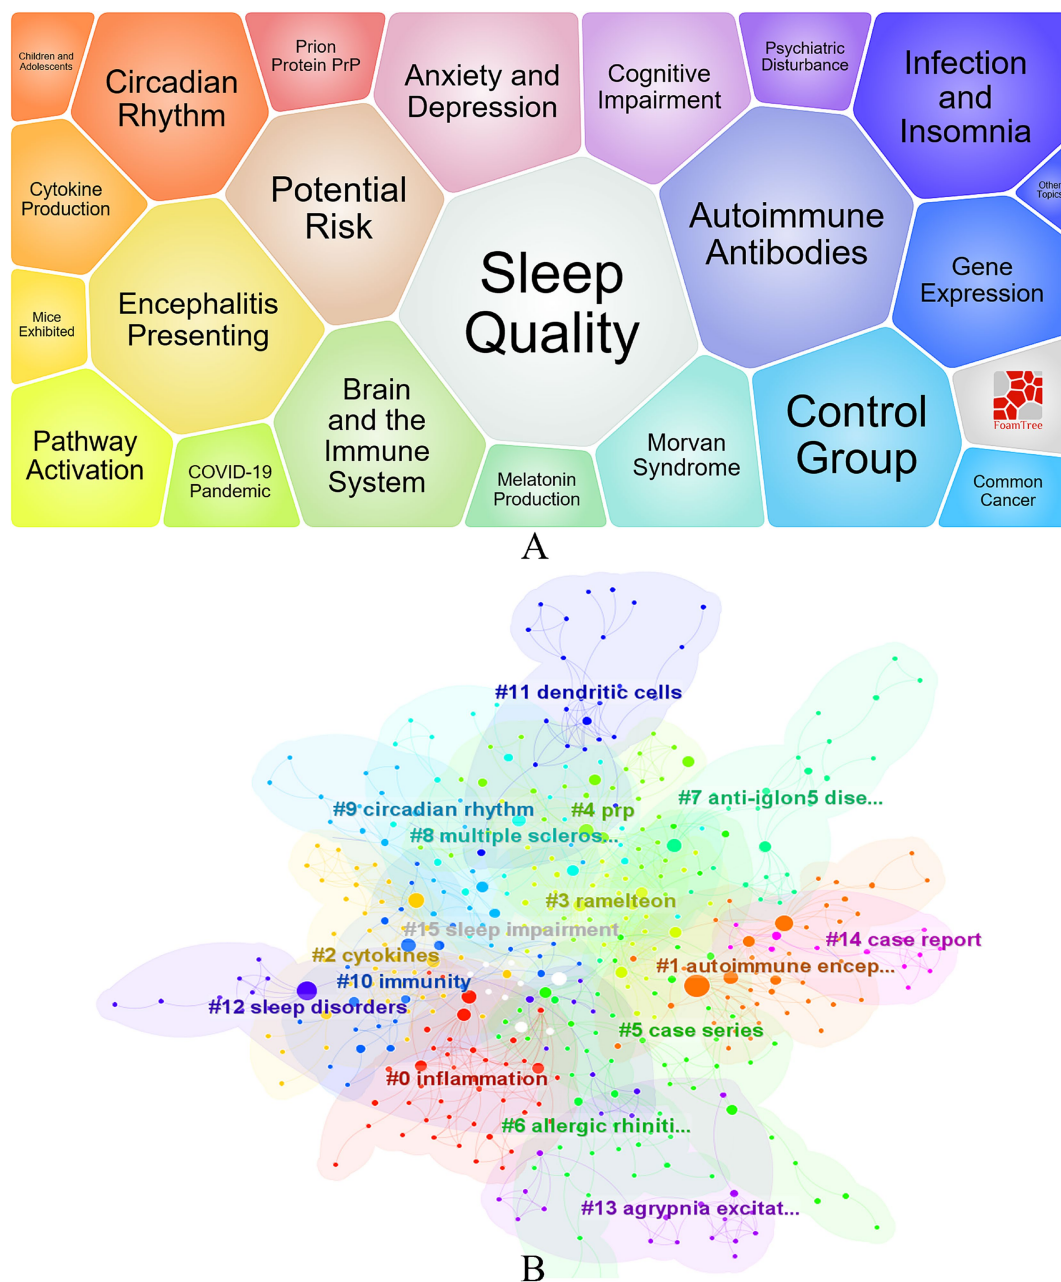 Children and
Adolescents
Circadian
Rhythm
Prion
Protein PrP
Anxiety and
Depression
Cognitive
Impairment
Psychiatric
Disturbance
Infection
and
Insomnia
Cytokine
Production
Potential
Risk
Autoimmune
Antibodies
Other
Topics
Sleep
Quality
Gene
Expression
Mice
Exhibited
Encephalitis
Presenting
Brain
and the
Immune
System
Control
Group
FoamTree
Pathway
Activation
COVID-19
Pandemic
Melatonin
Production
Morvan
Syndrome
Common
Cancer
A
#11 dendritic cells
#7 anti-iglon5 dise...
#9 circadian rhythm
#4 prp
#8 multiple scleros...
#3 ramelteon
#15 sleep impairment
#14 case report
#2 cytokines
#1 autoimmune encep...
#10 immunity
#12 sleep disorders
#5 case series
#0 inflammation
#6 allergic rhiniti...
#13 agrypnia excitat...
B